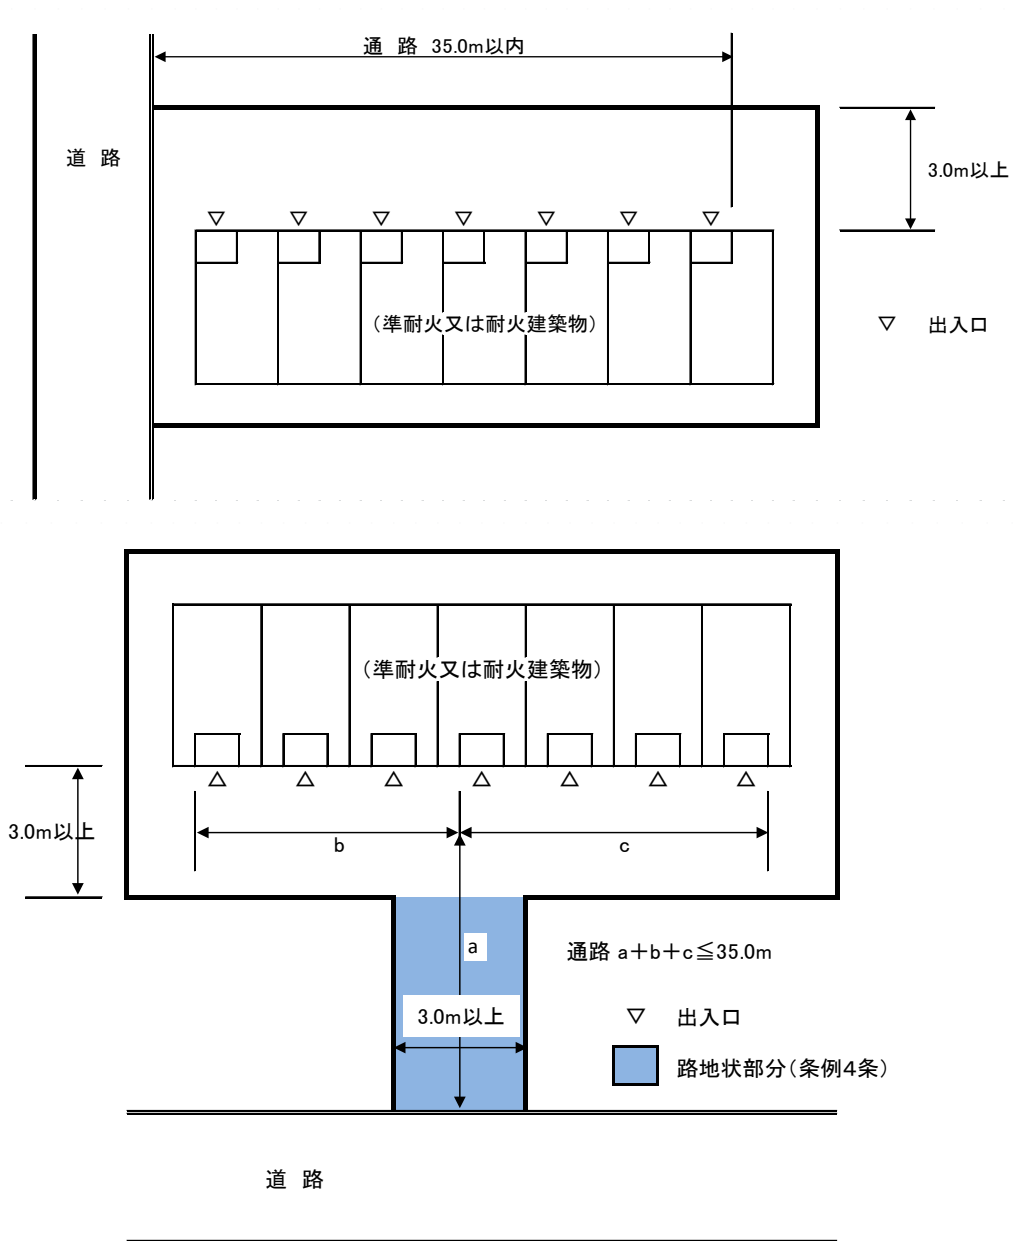 通 路 35.0m以内
道 路
3.0m以上
(準耐火又は耐火建築物)
▽ 出入口
(準耐火又は耐火建築物)
3.0m以上
b
c
a
通路 a+b+c≦35.0m
3.0m以上
▽ 出入口
路地状部分(条例4条)
道 路